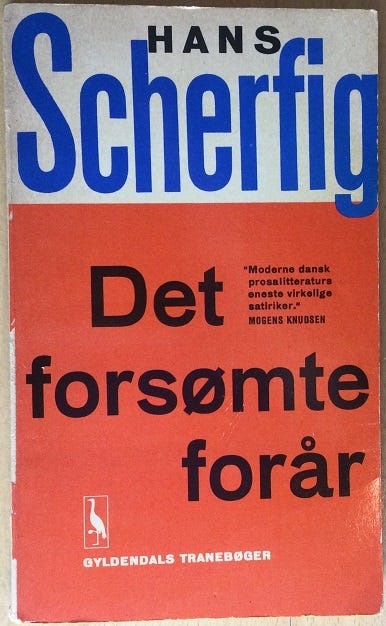 HANS
Scherfig
Det
"Moderne dansk
prosalitteraturs
eneste virkelige
satiriker."
MOGENS KNUDSEN
forsømte
forår
GYLDENDALS TRANEBØGER